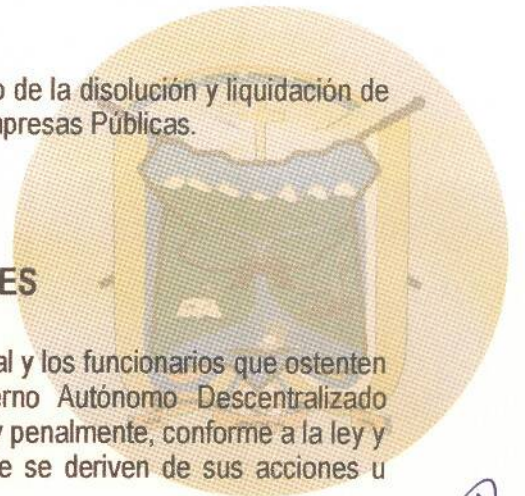 o de la disolución y liquidación de
mpresas Públicas.
ES
al y los funcionarios que ostenten
erno Autónomo Descentralizado
y penalmente, conforme a la ley y
e se deriven de sus acciones u